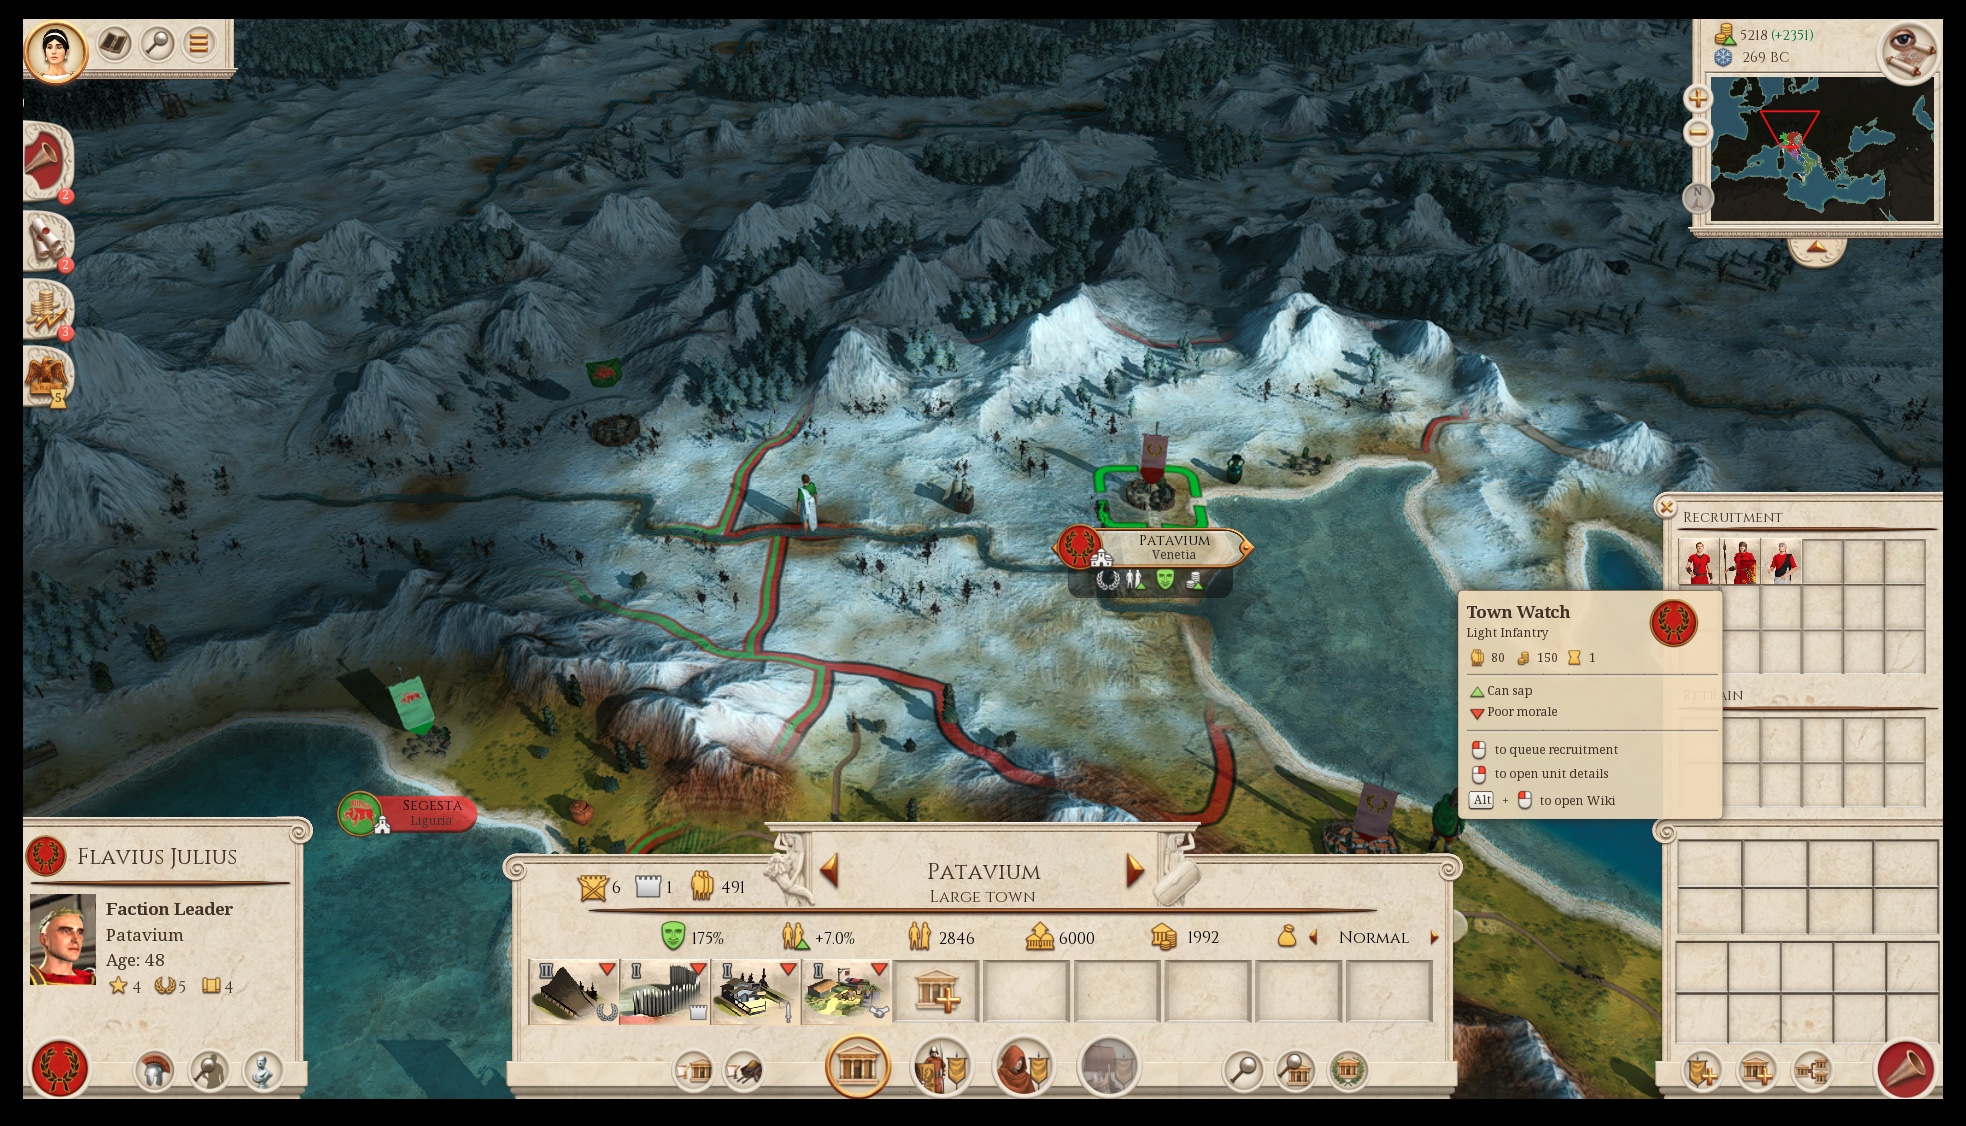 5218 (+2351)
269 BC
N
2
2
3
5
Patavium
Venetia
Recruitment
Town Watch
Light Infantry
80 150 1
Can sap
Poor morale
Retrain
to queue recruitment
to open unit details
Alt + to open Wiki
Segesta
Liguria
Flavius Julius
Faction Leader
Patavium
Age: 48
4 5 4
Patavium
Large Town
6 1 491
175% +7.0% 2846 6000 1992 Normal
III I I I